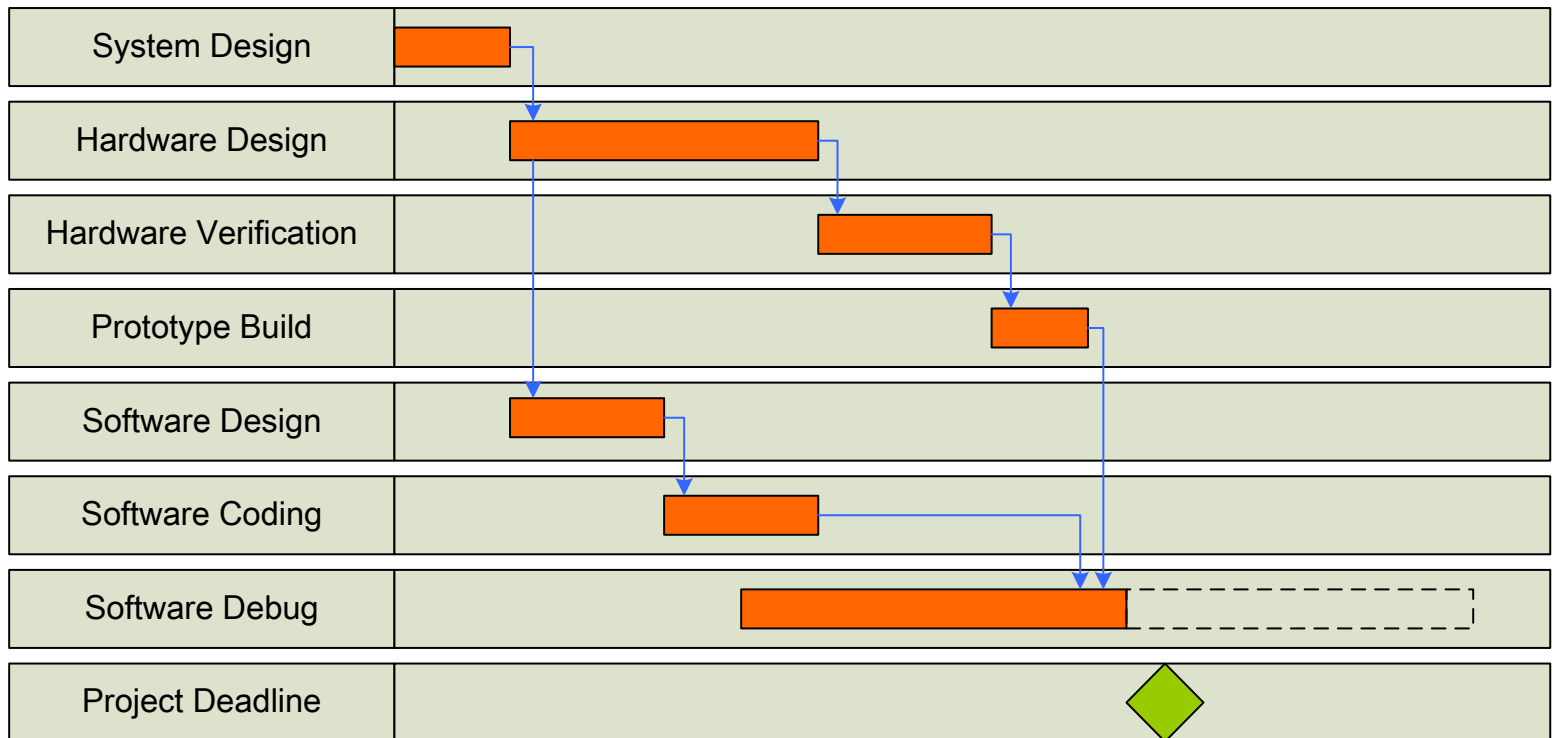 System Design
Hardware Design
Hardware Verification
Prototype Build
Software Design
Software Coding
Software Debug
Project Deadline